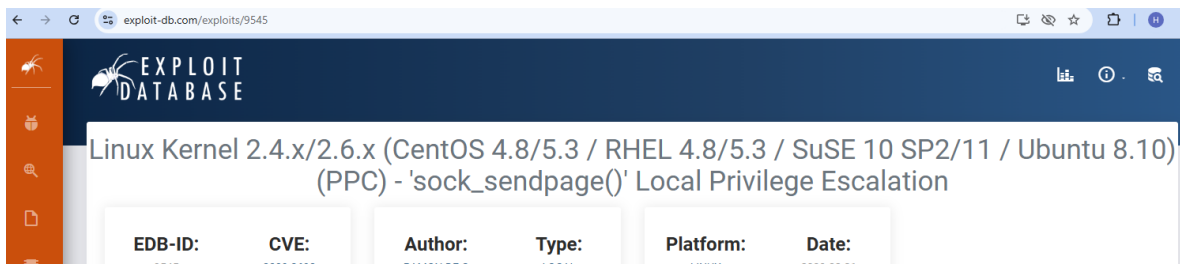 exploit-db.com/exploits/9545
H
EXPLOIT
DATABASE
Linux Kernel 2.4.x/2.6.x (CentOS 4.8/5.3 / RHEL 4.8/5.3 / SuSE 10 SP2/11 / Ubuntu 8.10)
(PPC) - 'sock_sendpage()' Local Privilege Escalation
EDB-ID: CVE: Author: Type: Platform: Date: